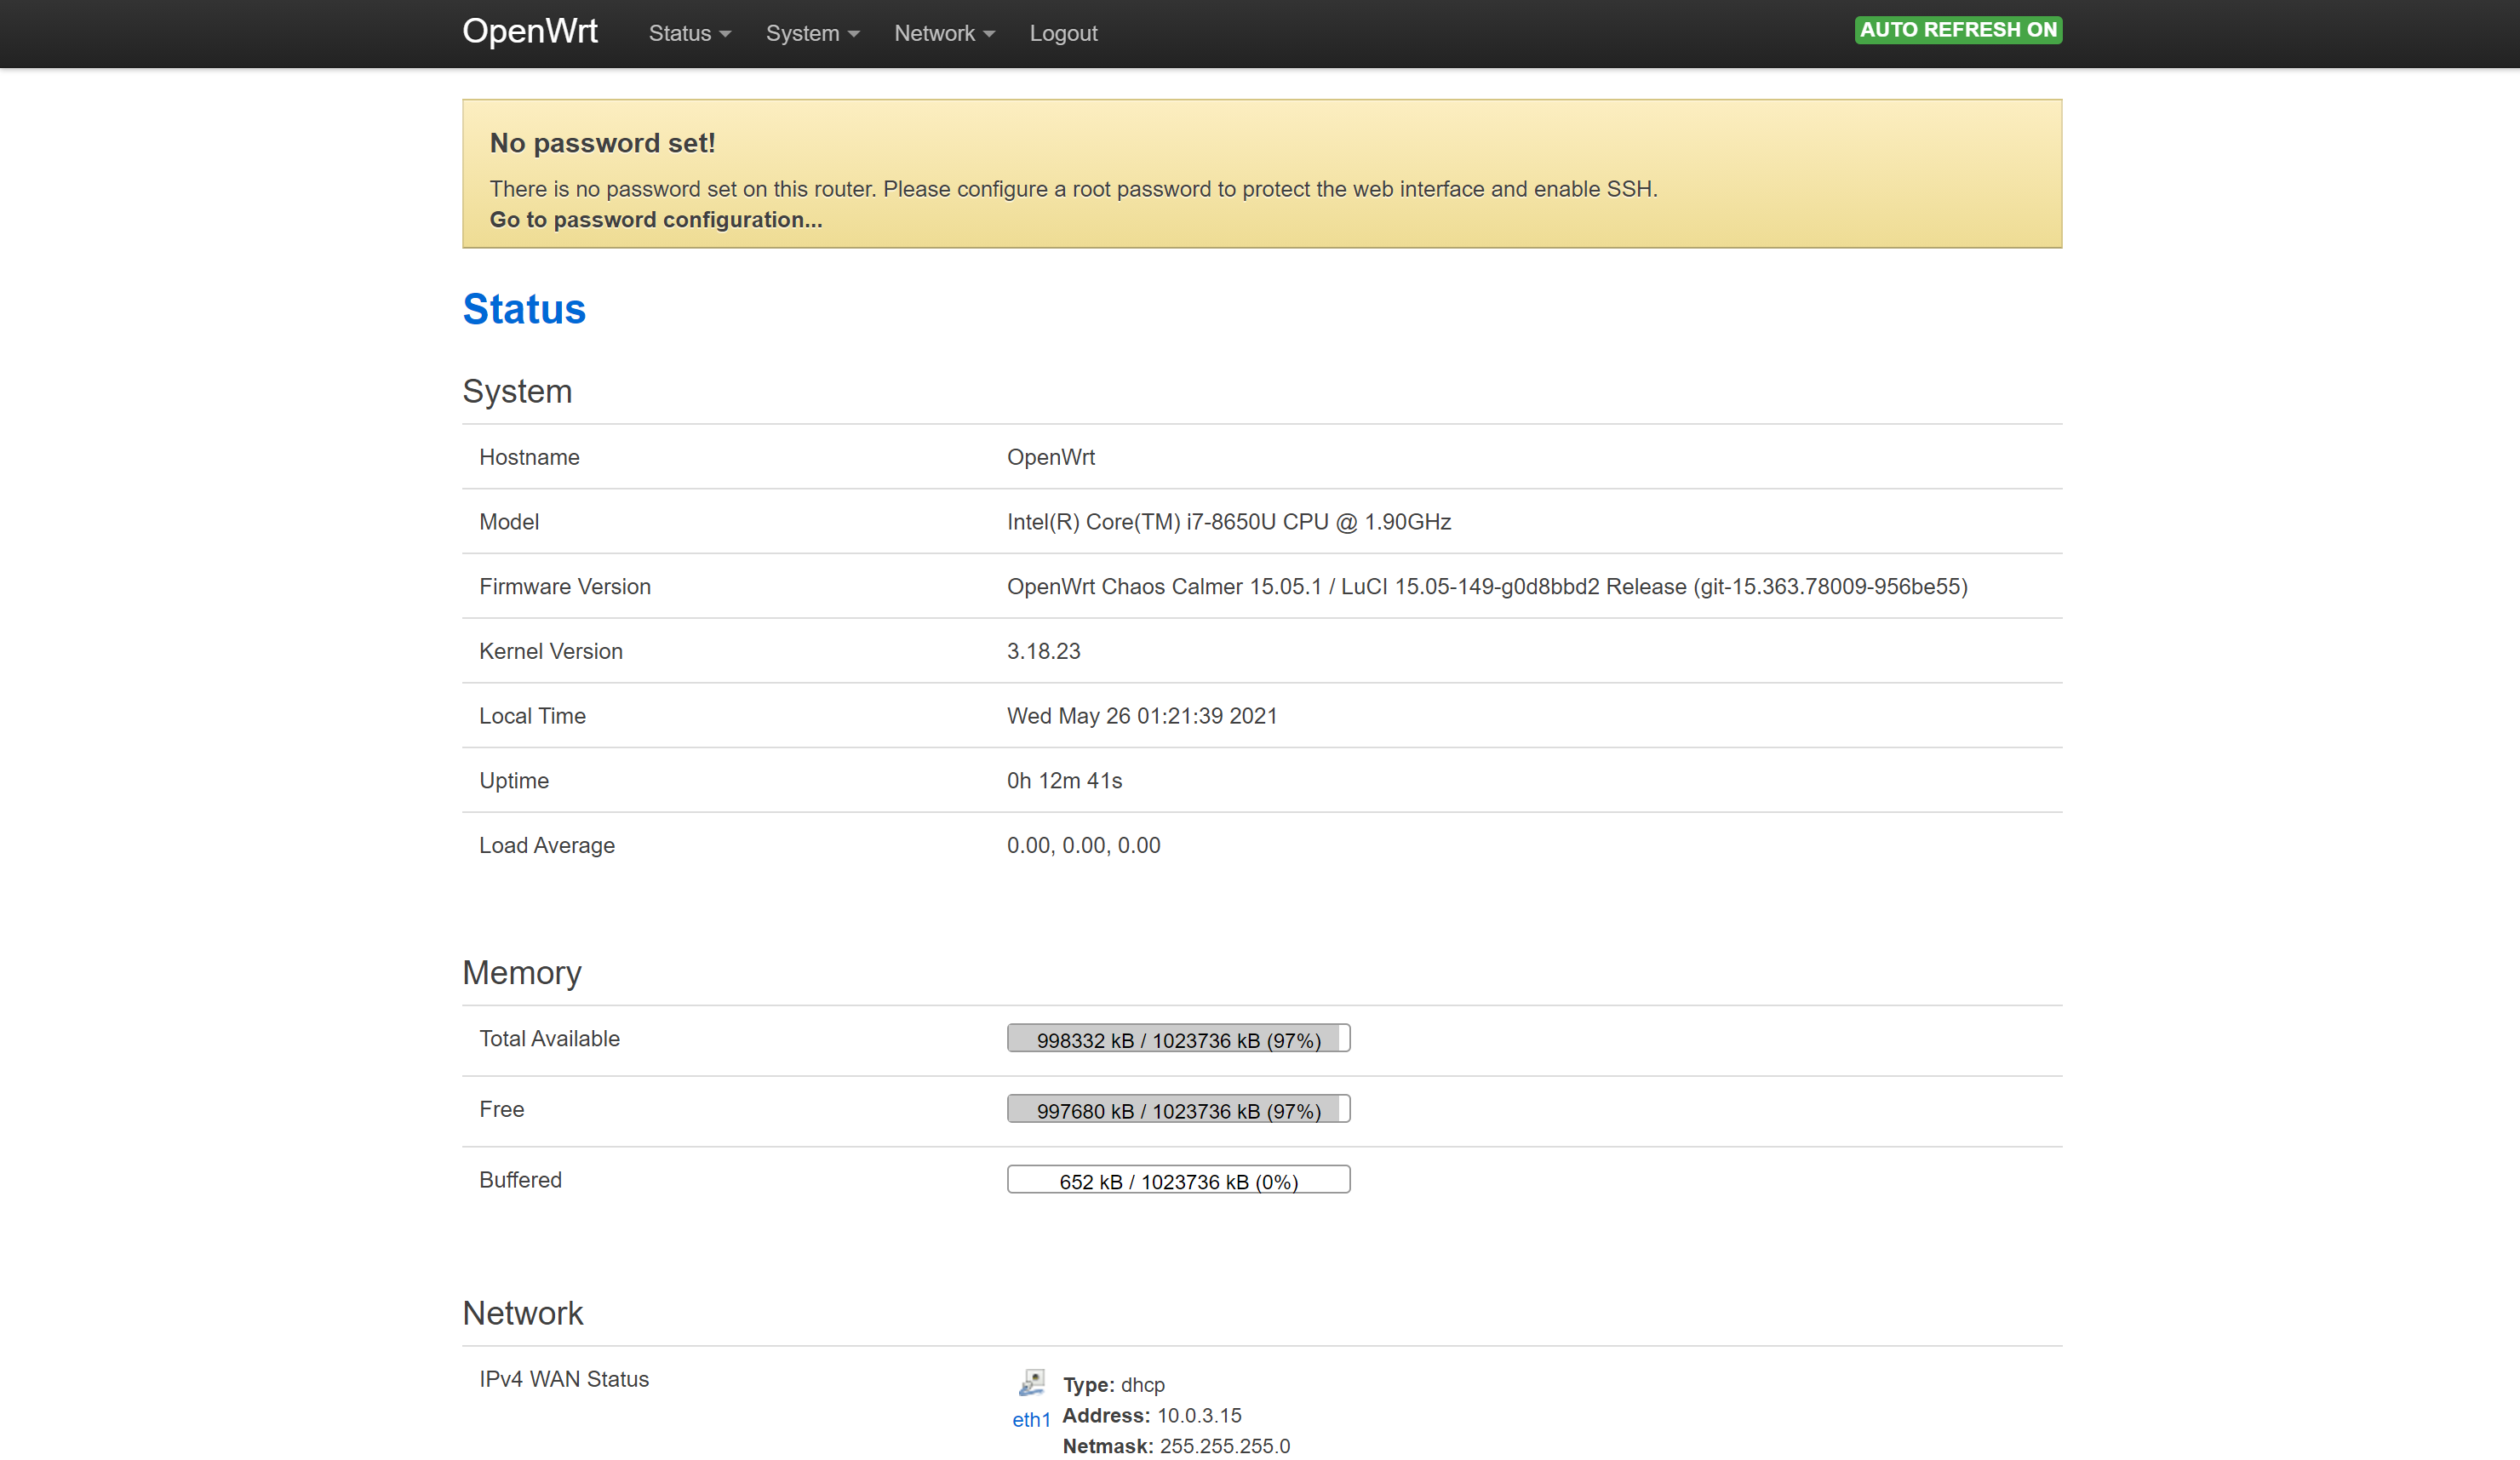 OpenWrt Status System Network Logout AUTO REFRESH ON
No password set!
There is no password set on this router. Please configure a root password to protect the web interface and enable SSH.
Go to password configuration...
Status
System
Hostname OpenWrt
Model Intel(R) Core(TM) i7-8650U CPU @ 1.90GHz
Firmware Version OpenWrt Chaos Calmer 15.05.1 / LuCI 15.05-149-g0d8bbd2 Release (git-15.363.78009-956be55)
Kernel Version 3.18.23
Local Time Wed May 26 01:21:39 2021
Uptime 0h 12m 41s
Load Average 0.00, 0.00, 0.00
Memory
Total Available 998332 kB / 1023736 kB (97%)
Free 997680 kB / 1023736 kB (97%)
Buffered 652 kB / 1023736 kB (0%)
Network
IPv4 WAN Status Type: dhcp
eth1 Address: 10.0.3.15
Netmask: 255.255.255.0